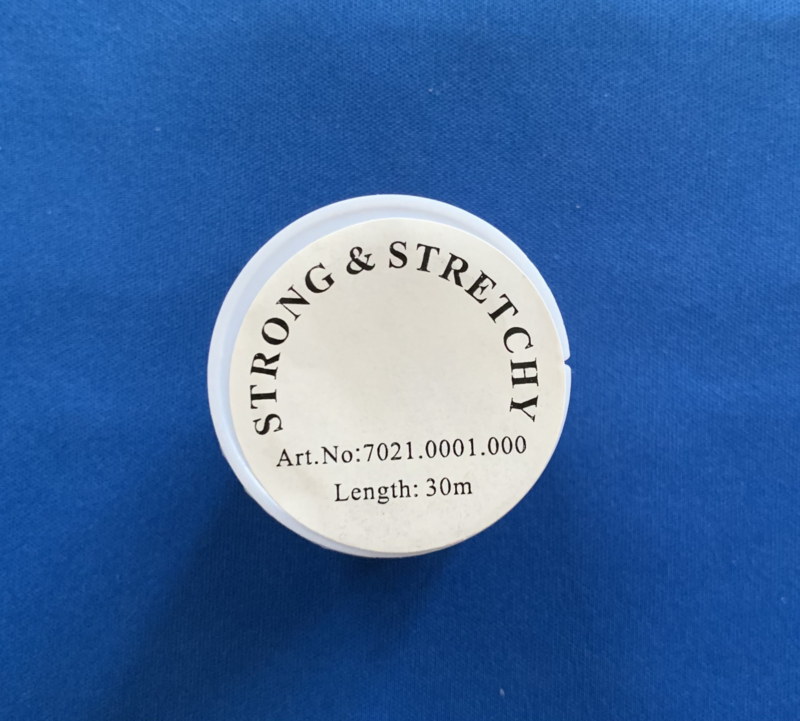 STRONG & STRETCHY
Art.No:7021.0001.000
Length: 30m